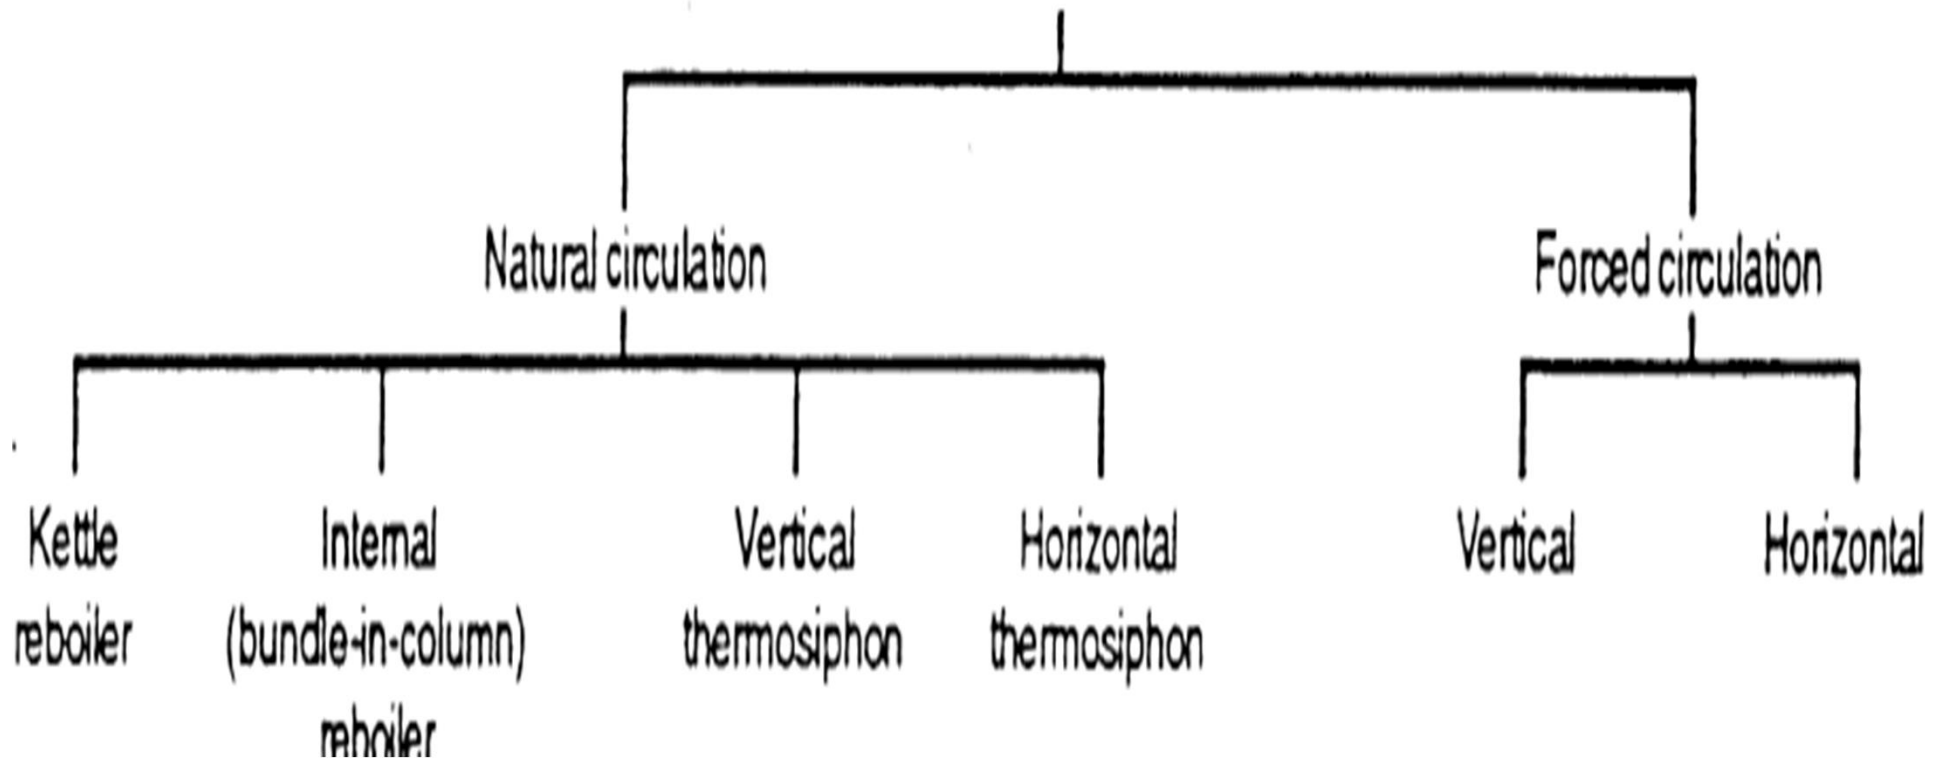 Natural circulation
Forced circulation
Kettle
reboiler
Internal
(bundle-in-column)
reboiler
Vertical
thermosiphon
Horizontal
thermosiphon
Vertical
Horizontal